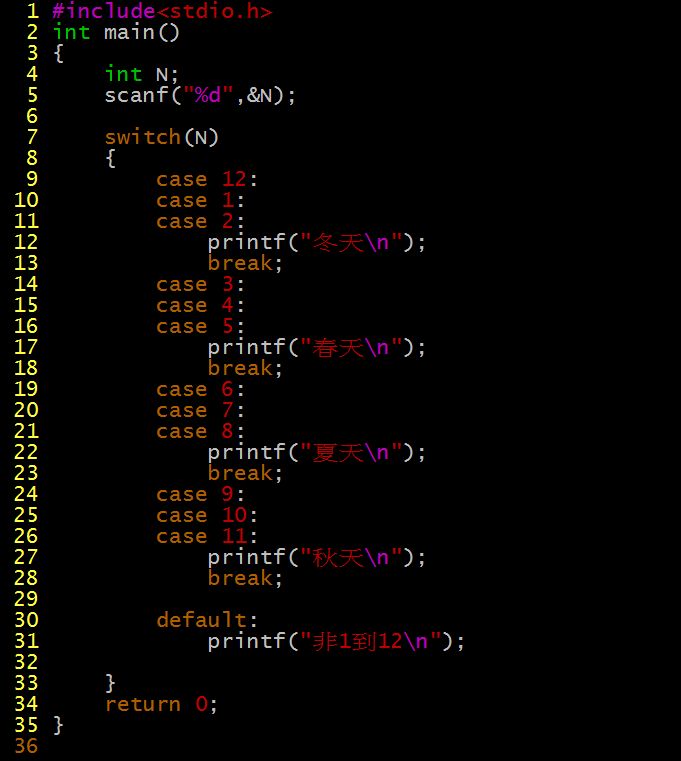 1 #include<stdio.h>
2 int main()
3 {
4     int N;
5     scanf("%d",&N);
6
7     switch(N)
8     {
9         case 12:
10         case 1:
11         case 2:
12             printf("冬天\n");
13             break;
14         case 3:
15         case 4:
16         case 5:
17             printf("春天\n");
18             break;
19         case 6:
20         case 7:
21         case 8:
22             printf("夏天\n");
23             break;
24         case 9:
25         case 10:
26         case 11:
27             printf("秋天\n");
28             break;
29
30         default:
31             printf("非1到12\n");
32
33     }
34     return 0;
35 }
36